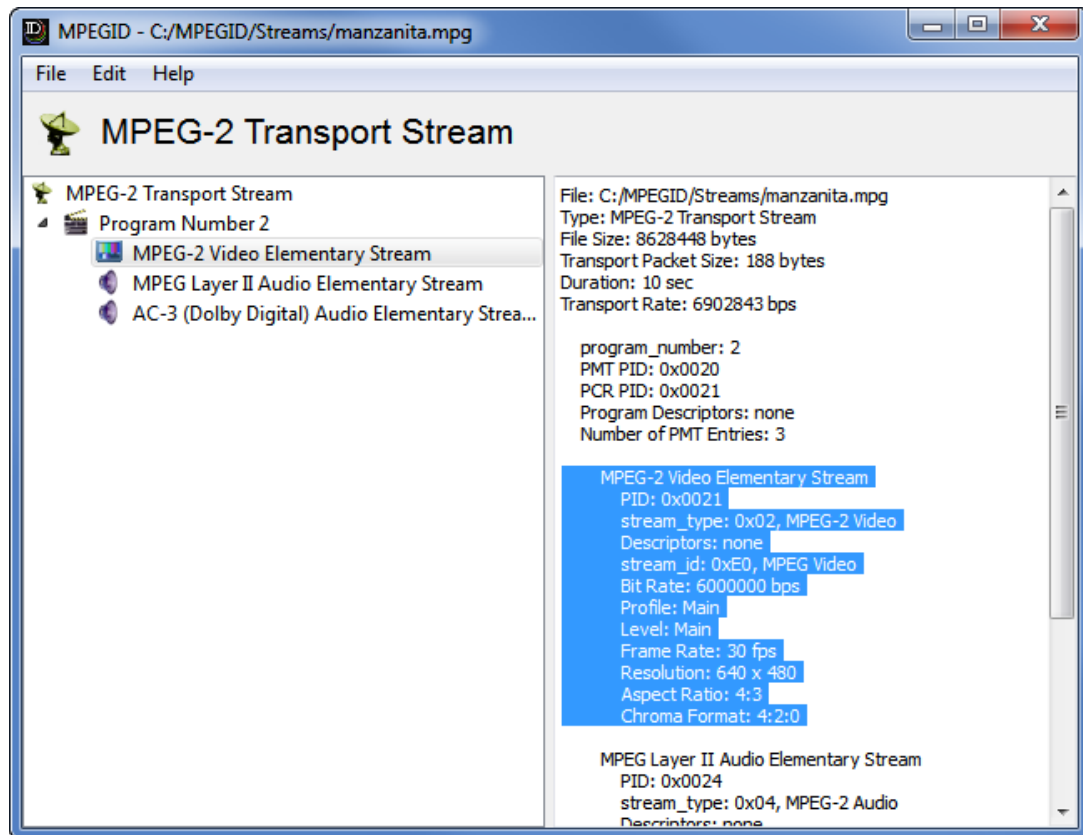 MPEGID - C:/MPEGID/Streams/manzanita.mpg
File Edit Help
MPEG-2 Transport Stream
MPEG-2 Transport Stream
Program Number 2
MPEG-2 Video Elementary Stream
MPEG Layer II Audio Elementary Stream
AC-3 (Dolby Digital) Audio Elementary Strea...
File: C:/MPEGID/Streams/manzanita.mpg
Type: MPEG-2 Transport Stream
File Size: 8628448 bytes
Transport Packet Size: 188 bytes
Duration: 10 sec
Transport Rate: 6902843 bps
program_number: 2
PMT PID: 0x0020
PCR PID: 0x0021
Program Descriptors: none
Number of PMT Entries: 3
MPEG-2 Video Elementary Stream
PID: 0x0021
stream_type: 0x02, MPEG-2 Video
Descriptors: none
stream_id: 0xE0, MPEG Video
Bit Rate: 6000000 bps
Profile: Main
Level: Main
Frame Rate: 30 fps
Resolution: 640 x 480
Aspect Ratio: 4:3
Chroma Format: 4:2:0
MPEG Layer II Audio Elementary Stream
PID: 0x0024
stream_type: 0x04, MPEG-2 Audio
Descriptors: none